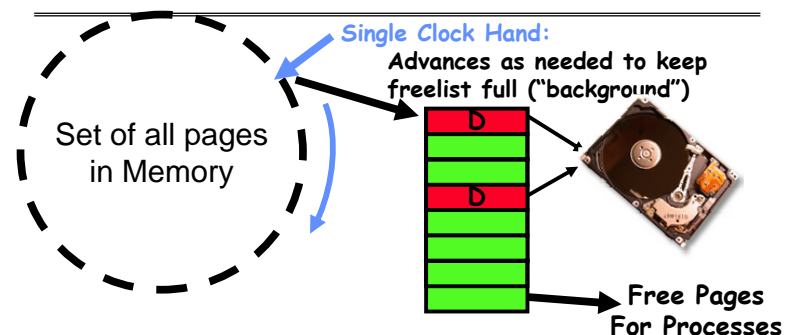 Single Clock Hand:
Advances as needed to keep
freelist full ("background")
Set of all pages
in Memory
D
D
Free Pages
For Processes